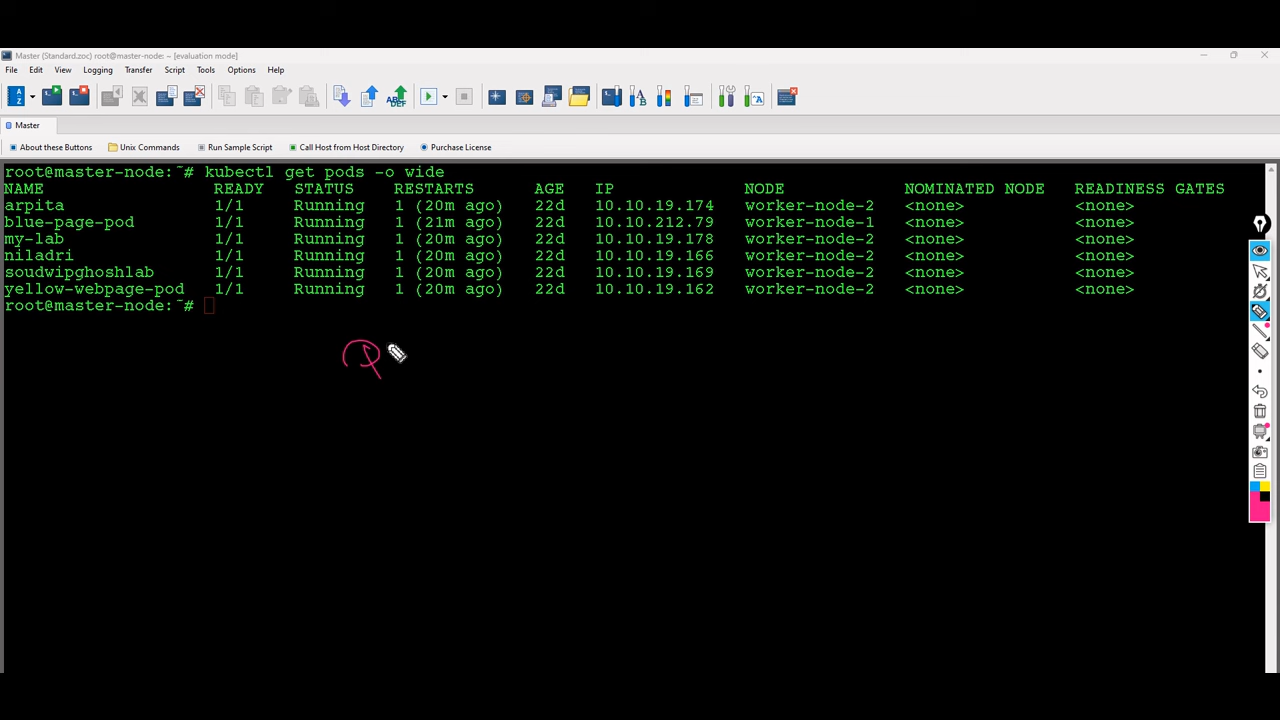 Master (Standard.zoc) root@master-node: ~ [evaluation mode]
File Edit View Logging Transfer Script Tools Options Help
Master
About these Buttons Unix Commands Run Sample Script Call Host from Host Directory Purchase License
root@master-node:~# kubectl get pods -o wide
NAME READY STATUS RESTARTS AGE IP NODE NOMINATED NODE READINESS GATES
arpita 1/1 Running 1 (20m ago) 22d 10.10.19.174 worker-node-2 <none> <none>
blue-page-pod 1/1 Running 1 (21m ago) 22d 10.10.212.79 worker-node-1 <none> <none>
my-lab 1/1 Running 1 (20m ago) 22d 10.10.19.178 worker-node-2 <none> <none>
niladri 1/1 Running 1 (20m ago) 22d 10.10.19.166 worker-node-2 <none> <none>
soudwipghoshlab 1/1 Running 1 (20m ago) 22d 10.10.19.169 worker-node-2 <none> <none>
yellow-webpage-pod 1/1 Running 1 (20m ago) 22d 10.10.19.162 worker-node-2 <none> <none>
root@master-node:~#